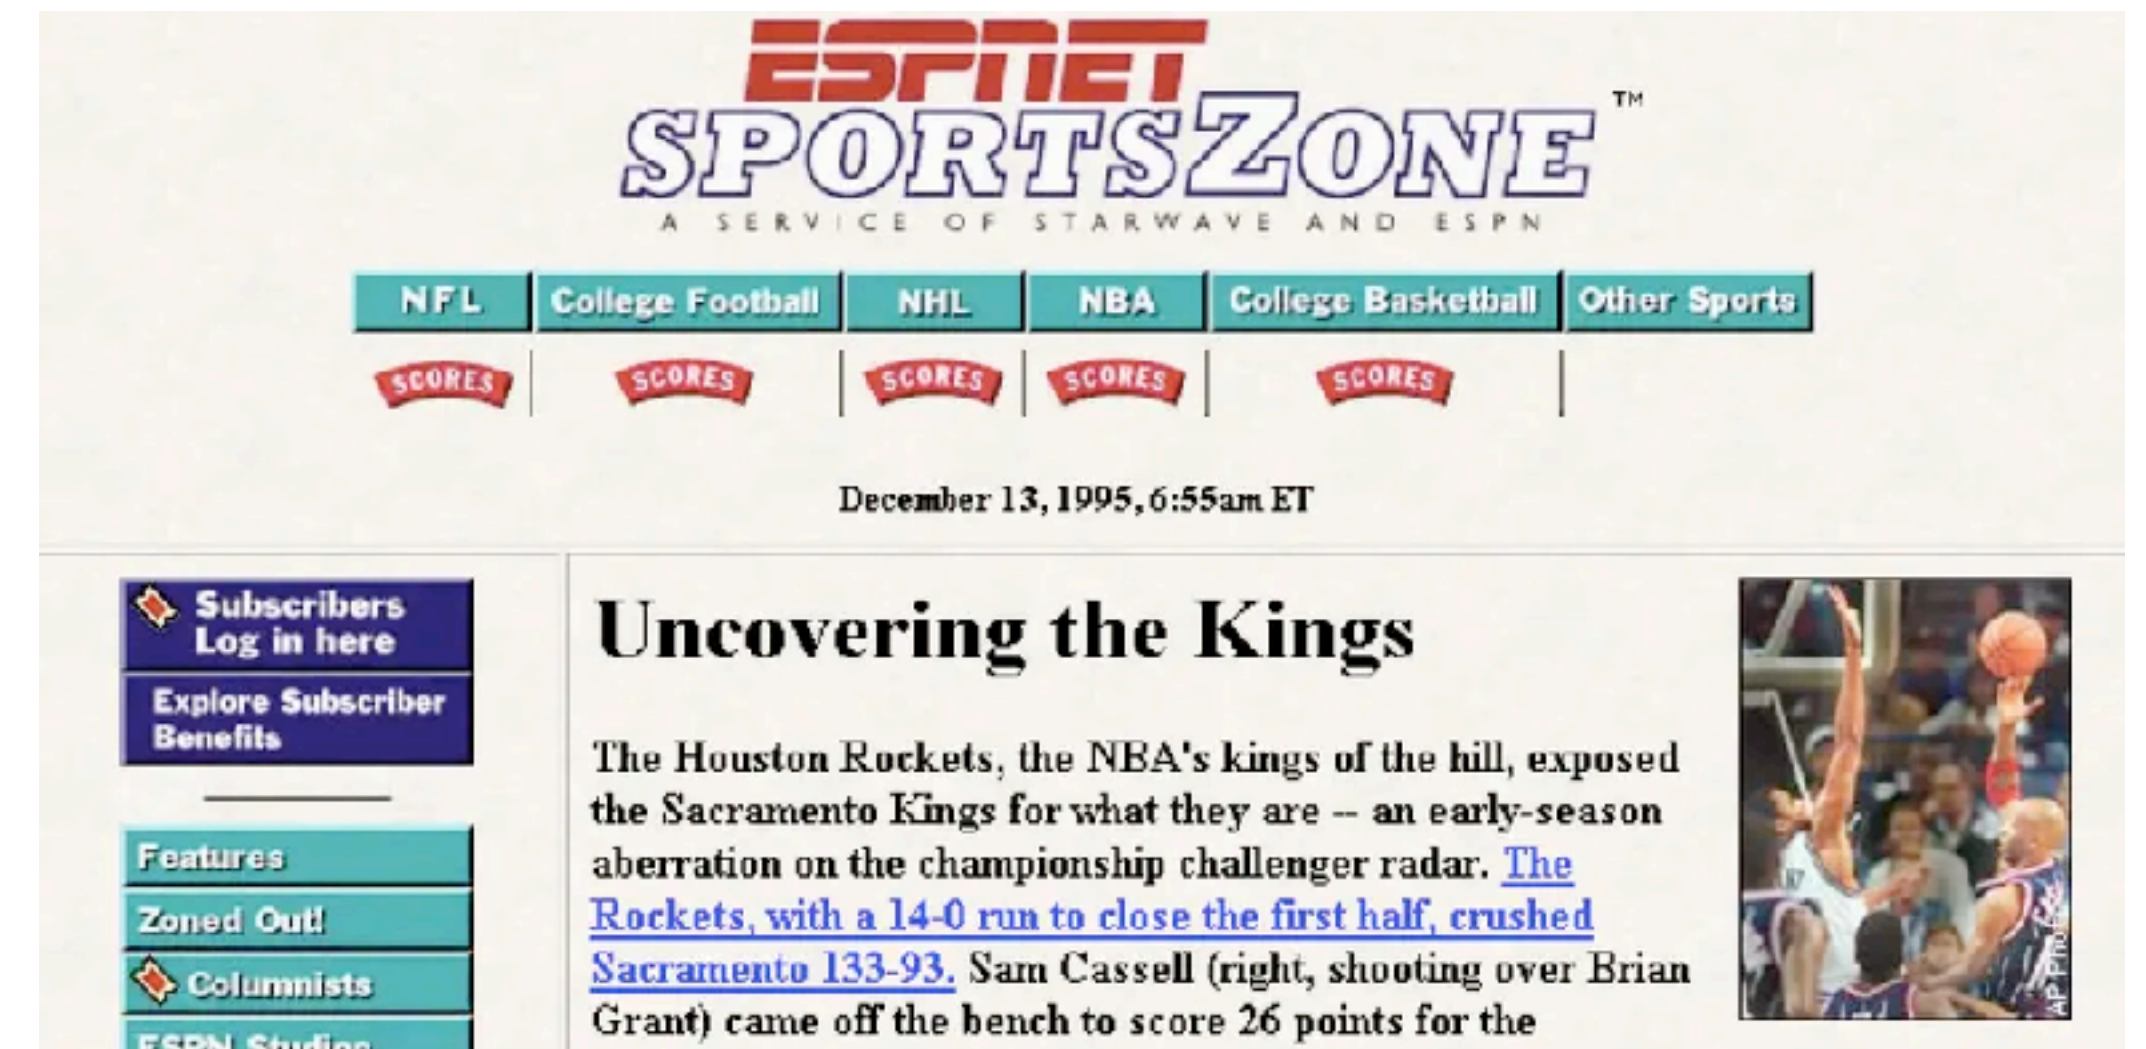 ESPNET
SPORTSZONE ™
A SERVICE OF STARWAVE AND ESPN
NFL College Football NHL NBA College Basketball Other Sports
SCORES SCORES SCORES SCORES SCORES
December 13, 1995, 6:55am ET
Subscribers
Log in here
Explore Subscriber
Benefits
Features
Zoned Out!
Columnists
ESPN Studios
Uncovering the Kings
The Houston Rockets, the NBA's kings of the hill, exposed
the Sacramento Kings for what they are -- an early-season
aberration on the championship challenger radar. The
Rockets, with a 14-0 run to close the first half, crushed
Sacramento 133-93. Sam Cassell (right, shooting over Brian
Grant) came off the bench to score 26 points for the
AP Photo